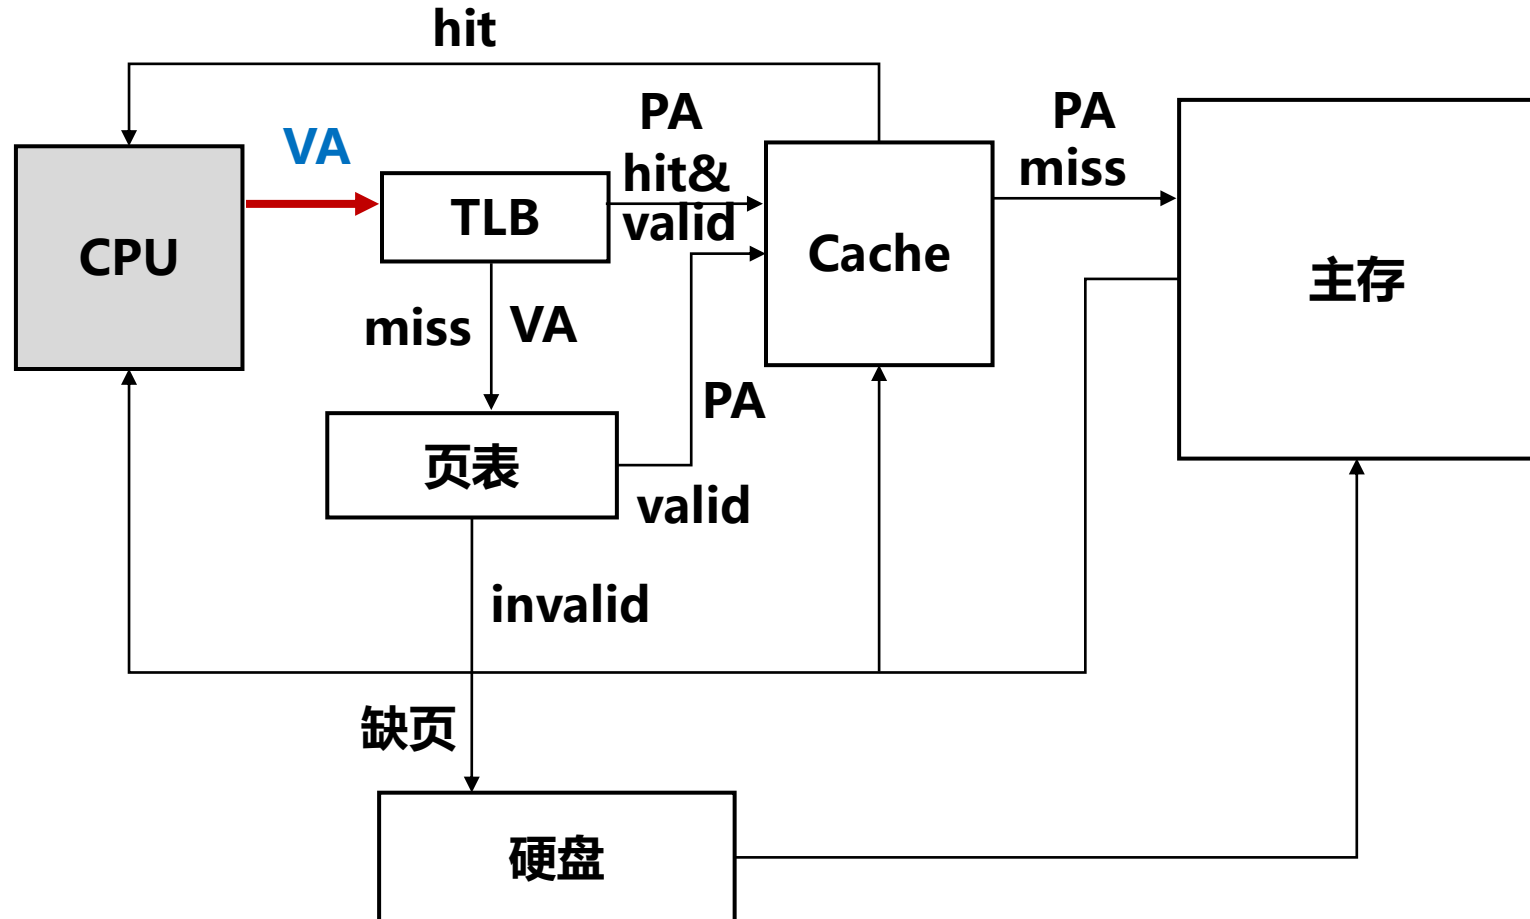 hit
VA
PA
hit&
valid
PA
miss
CPU
TLB
Cache
主存
miss
VA
PA
页表
valid
invalid
缺页
硬盘